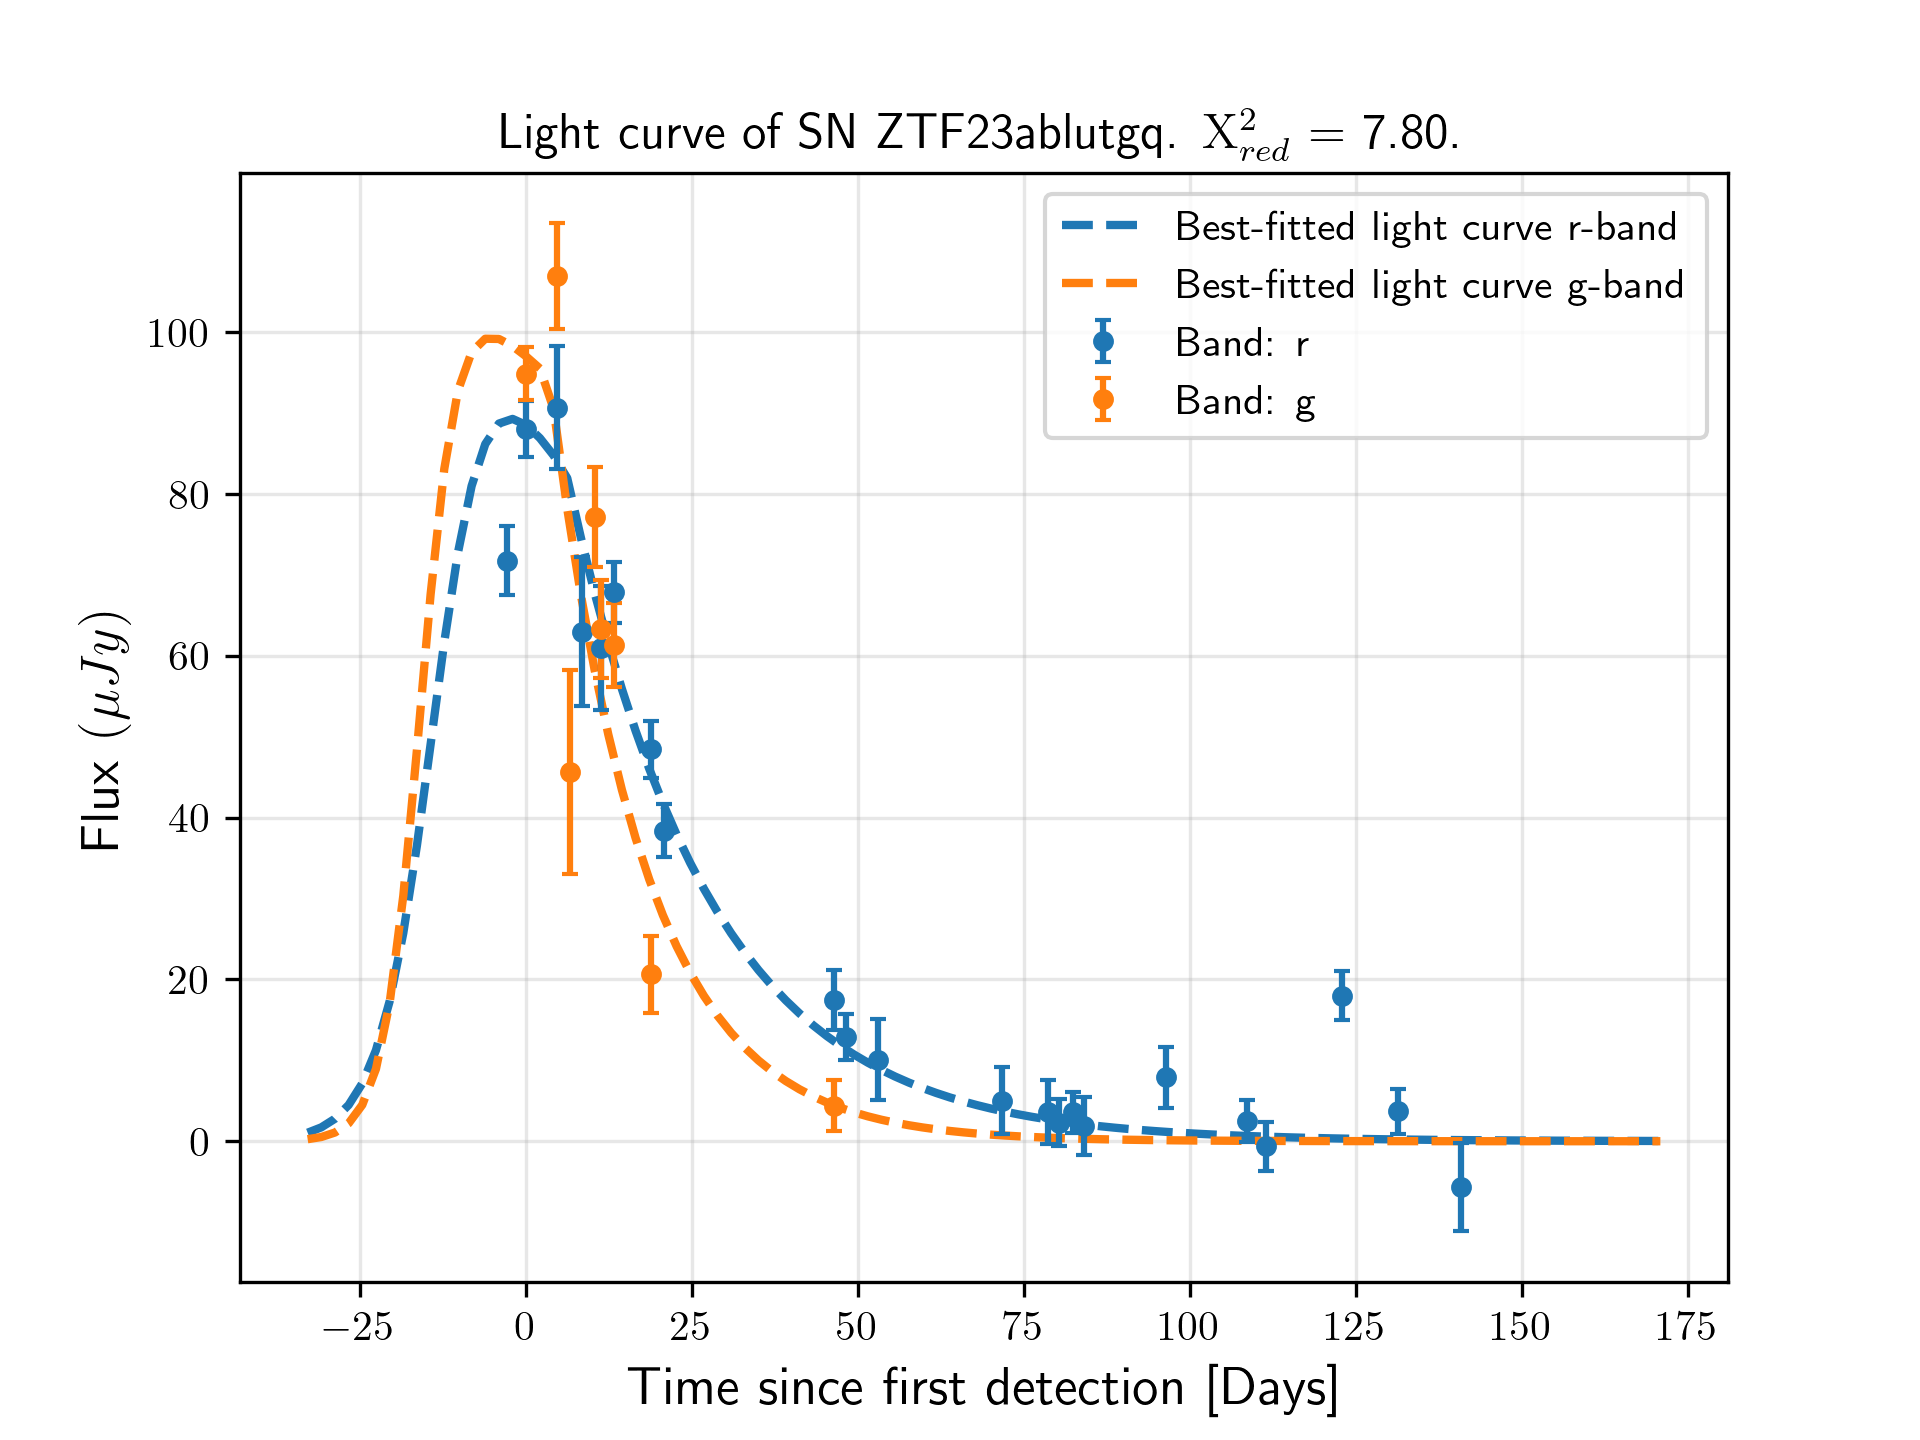 Light curve of SN ZTF23ablutgq. X²_red = 7.80.
Best-fitted light curve r-band
Best-fitted light curve g-band
Band: r
Band: g
Flux (μJy)
100
80
60
40
20
0
−25 0 25 50 75 100 125 150 175
Time since first detection [Days]